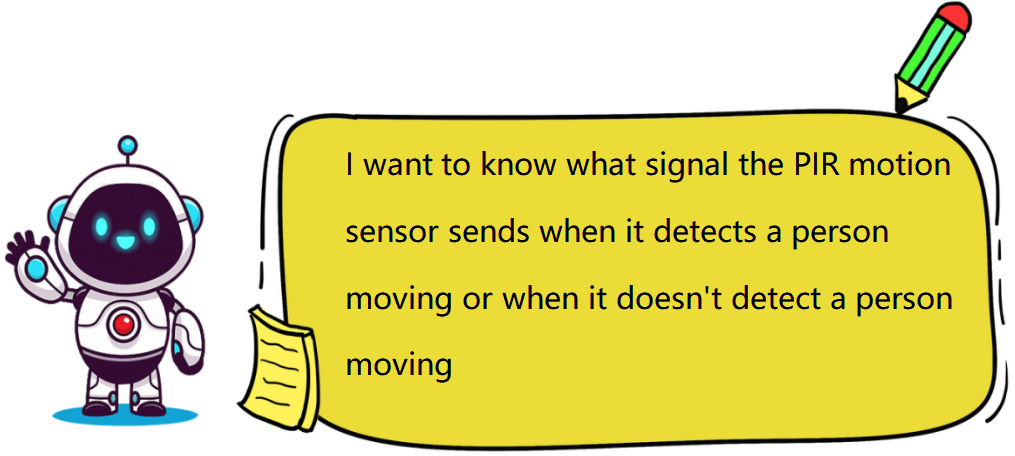 I want to know what signal the PIR motion
sensor sends when it detects a person
moving or when it doesn't detect a person
moving